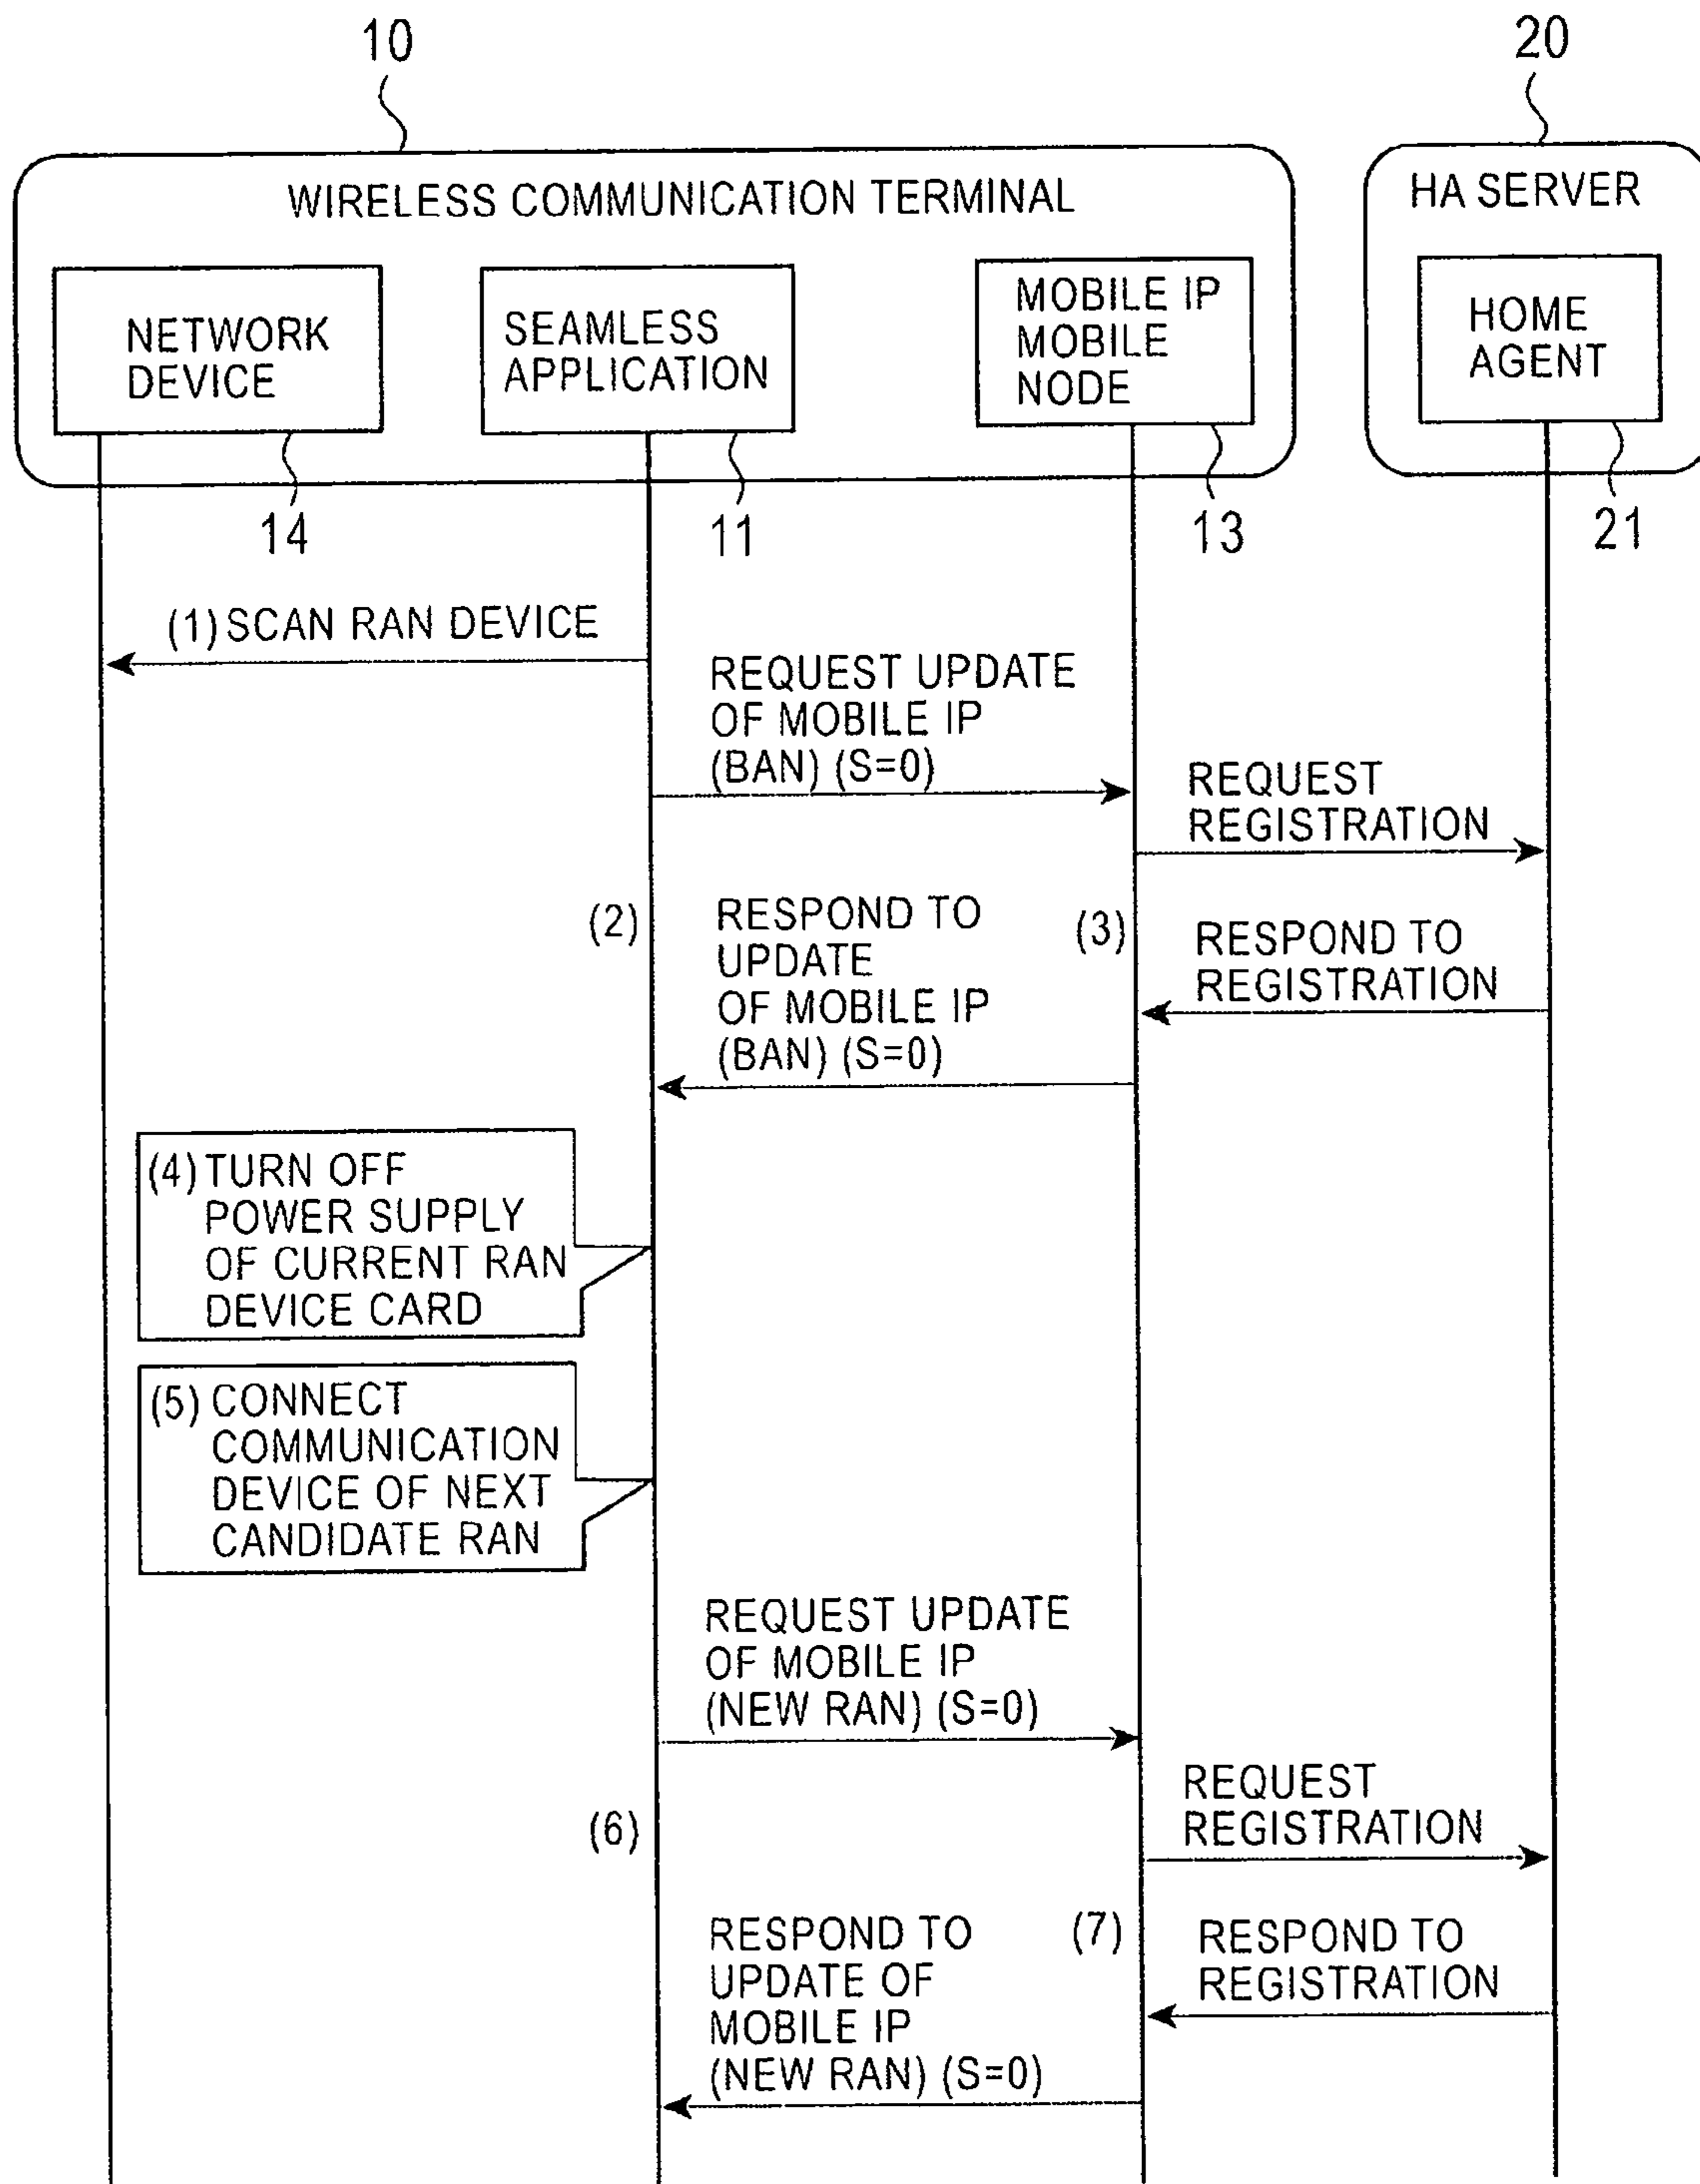 10
20
WIRELESS COMMUNICATION TERMINAL
HA SERVER
NETWORK
DEVICE
SEAMLESS
APPLICATION
MOBILE IP
MOBILE
NODE
HOME
AGENT
14
11
13
21
(1) SCAN RAN DEVICE
REQUEST UPDATE
OF MOBILE IP
(BAN) (S=0)
REQUEST
REGISTRATION
(2)
RESPOND TO
UPDATE
OF MOBILE IP
(BAN) (S=0)
(3)
RESPOND TO
REGISTRATION
(4) TURN OFF
POWER SUPPLY
OF CURRENT RAN
DEVICE CARD
(5) CONNECT
COMMUNICATION
DEVICE OF NEXT
CANDIDATE RAN
REQUEST UPDATE
OF MOBILE IP
(NEW RAN) (S=0)
REQUEST
REGISTRATION
(6)
RESPOND TO
UPDATE OF
MOBILE IP
(NEW RAN) (S=0)
(7)
RESPOND TO
REGISTRATION